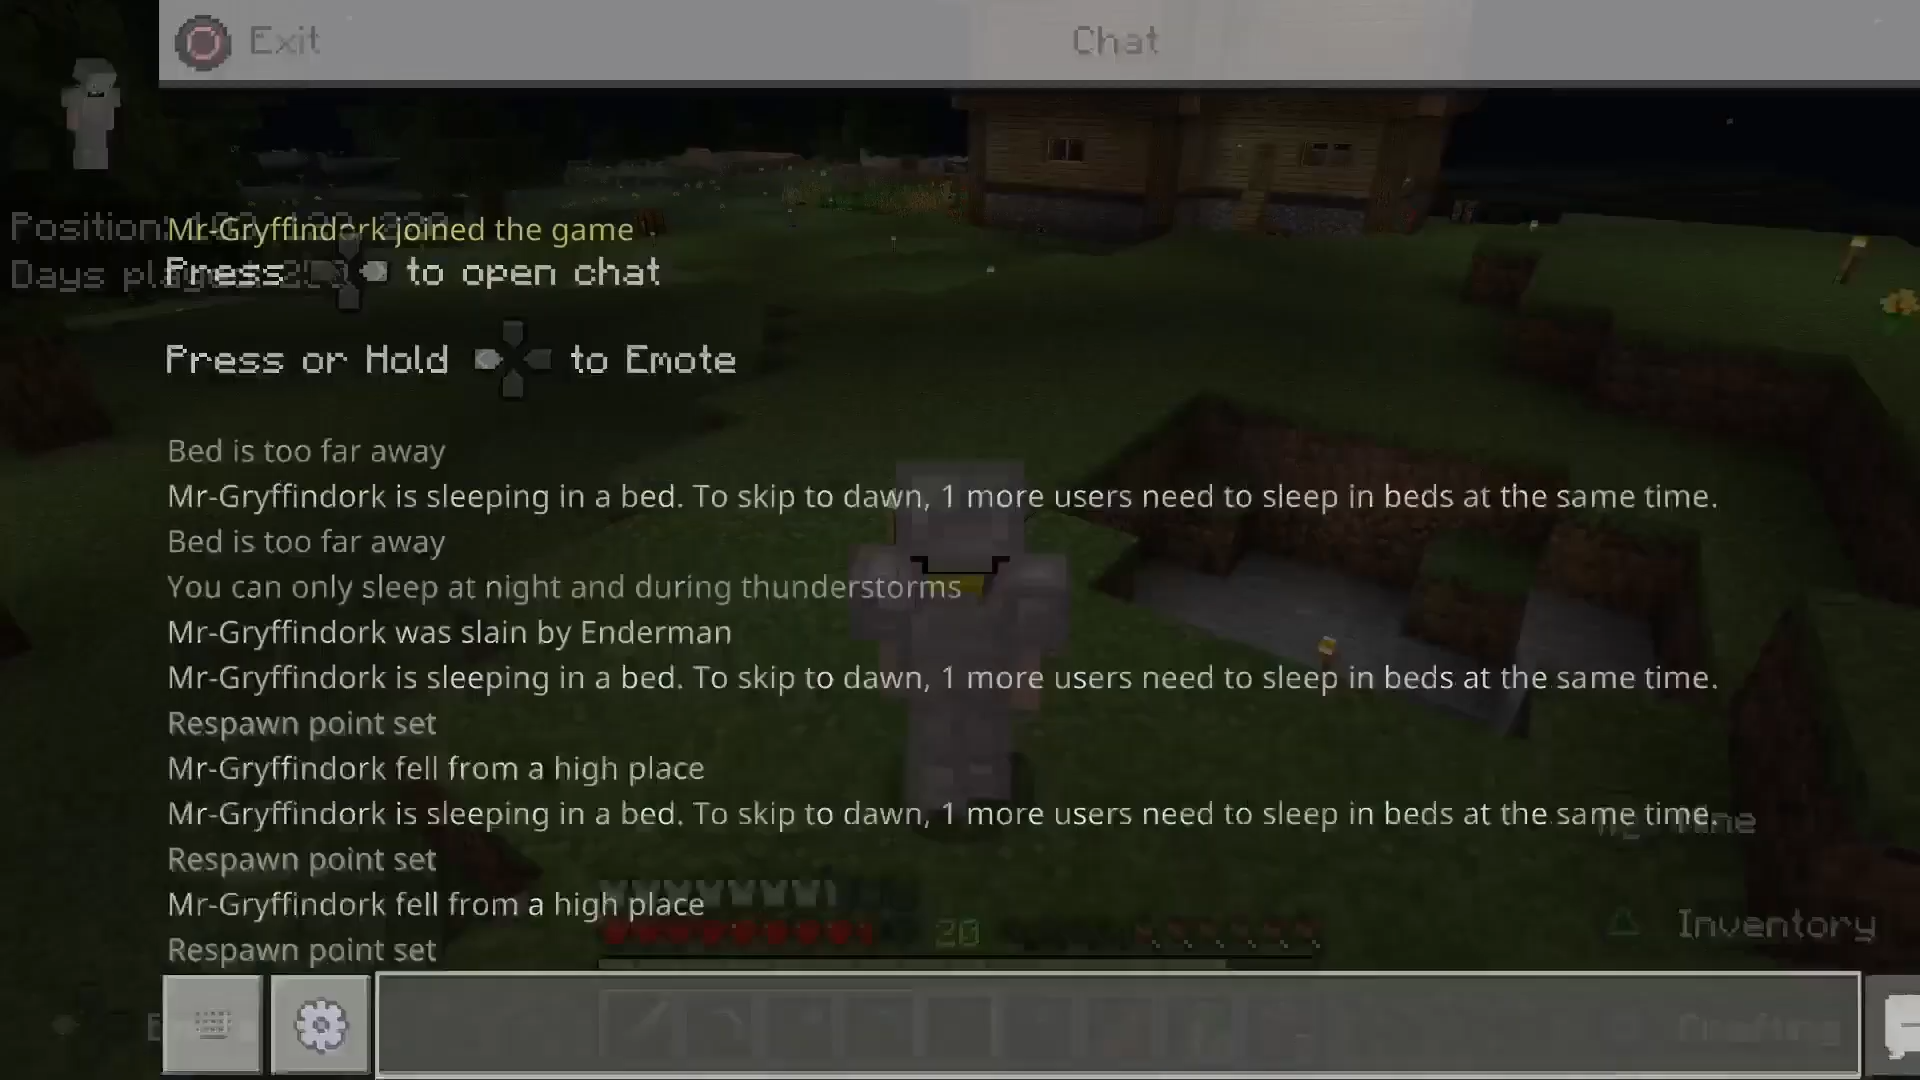 Exit
Chat
Mr-Gryffindork joined the game
Position:
Press to open chat
Days played:
Press or Hold to Emote
Bed is too far away
Mr-Gryffindork is sleeping in a bed. To skip to dawn, 1 more users need to sleep in beds at the same time.
Bed is too far away
You can only sleep at night and during thunderstorms
Mr-Gryffindork was slain by Enderman
Mr-Gryffindork is sleeping in a bed. To skip to dawn, 1 more users need to sleep in beds at the same time.
Respawn point set
Mr-Gryffindork fell from a high place
Mr-Gryffindork is sleeping in a bed. To skip to dawn, 1 more users need to sleep in beds at the same time.
Mine
Respawn point set
Mr-Gryffindork fell from a high place
20
Inventory
Respawn point set
Crafting